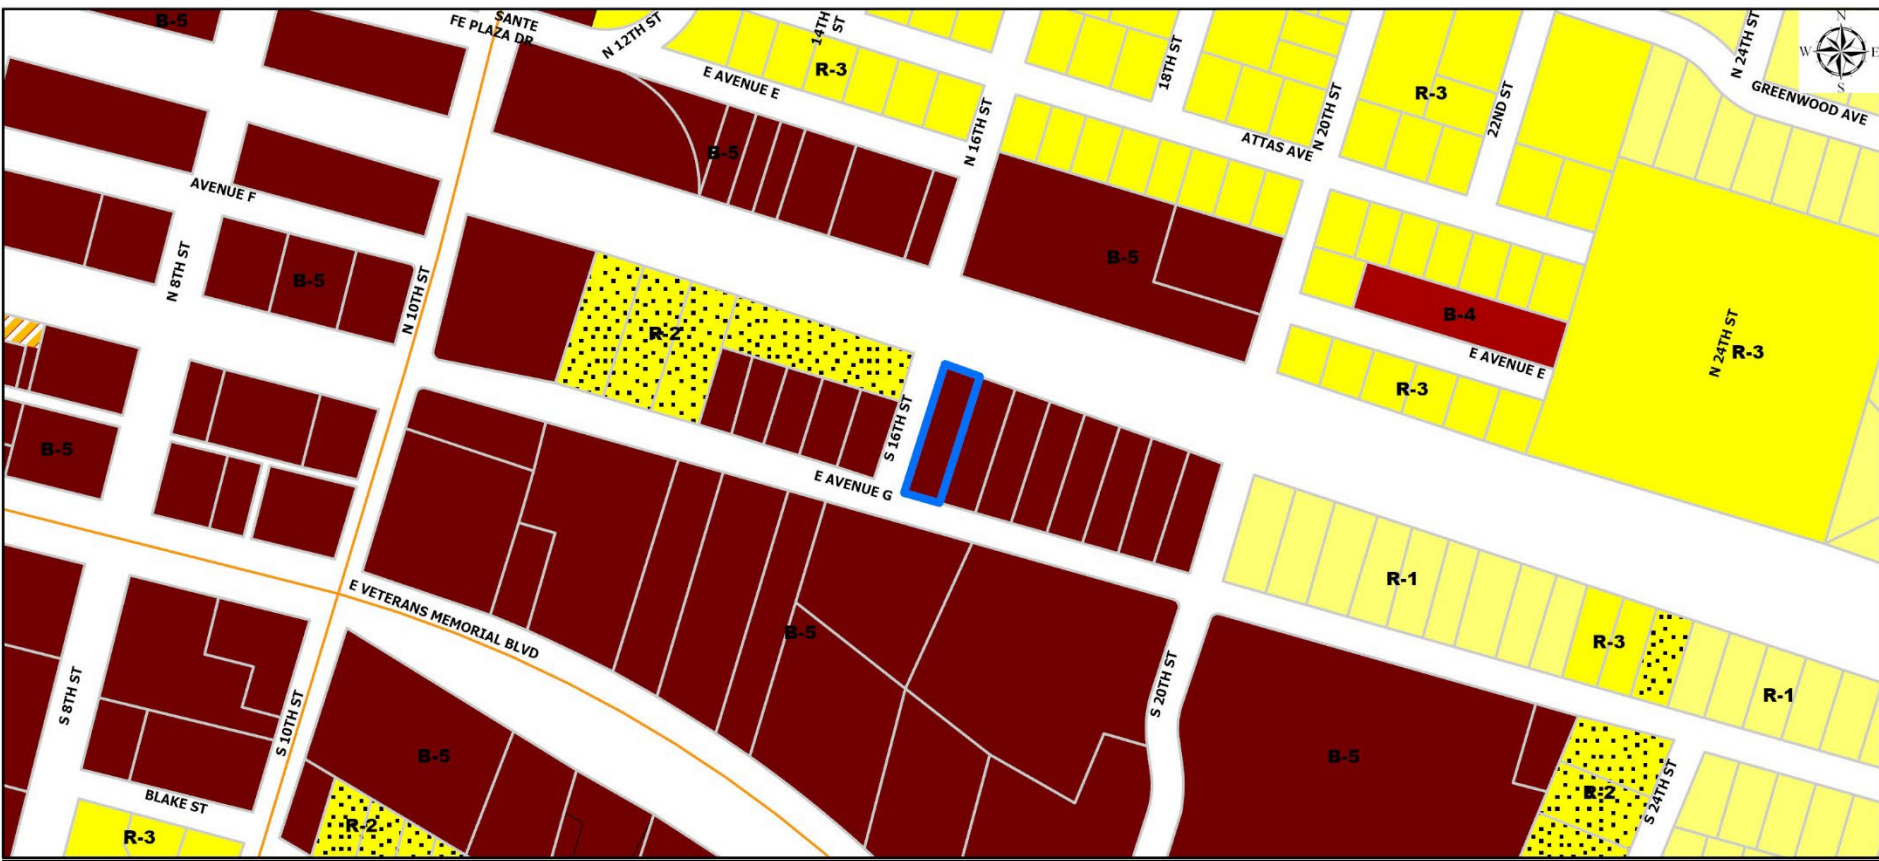 B-5
SANTE
FE PLAZA DR
N 12TH ST
14TH
ST
N 24TH ST
N
W
E
S
R-3
E AVENUE E
18TH ST
R-3
22ND ST
GREENWOOD AVE
N 16TH ST
N 20TH ST
ATTAS AVE
B-5
AVENUE F
N 8TH ST
B-5
N 10TH ST
B-5
B-4
R-2
E AVENUE E
N 24TH ST
R-3
R-3
B-5
S 16TH ST
E AVENUE G
R-1
E VETERANS MEMORIAL BLVD
B-5
R-3
R-1
S 8TH ST
S 10TH ST
S 20TH ST
B-5
B-5
R-2
S 24TH ST
BLAKE ST
R-3
R-2